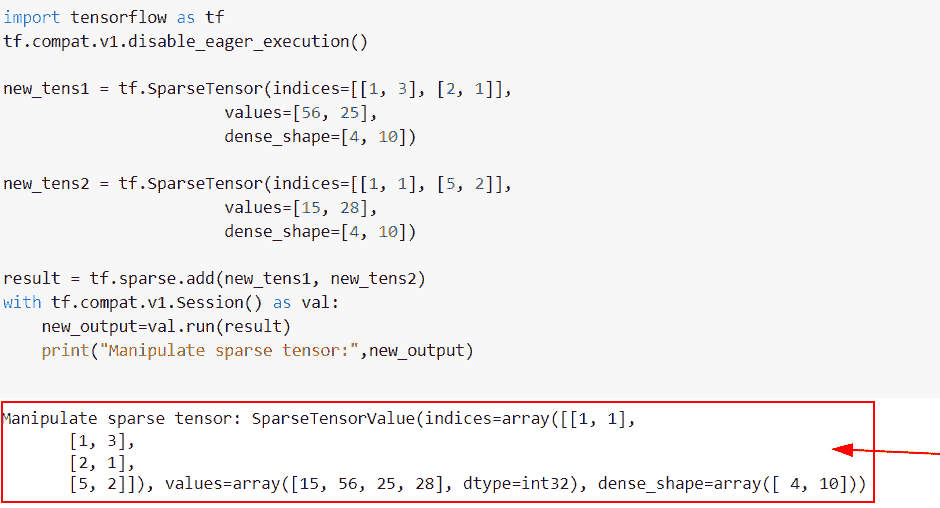 import tensorflow as tf
tf.compat.v1.disable_eager_execution()
new_tens1 = tf.SparseTensor(indices=[[1, 3], [2, 1]],
values=[56, 25],
dense_shape=[4, 10])
new_tens2 = tf.SparseTensor(indices=[[1, 1], [5, 2]],
values=[15, 28],
dense_shape=[4, 10])
result = tf.sparse.add(new_tens1, new_tens2)
with tf.compat.v1.Session() as val:
new_output=val.run(result)
print("Manipulate sparse tensor:",new_output)
Manipulate sparse tensor: SparseTensorValue(indices=array([[1, 1],
[1, 3],
[2, 1],
[5, 2]]), values=array([15, 56, 25, 28], dtype=int32), dense_shape=array([ 4, 10]))